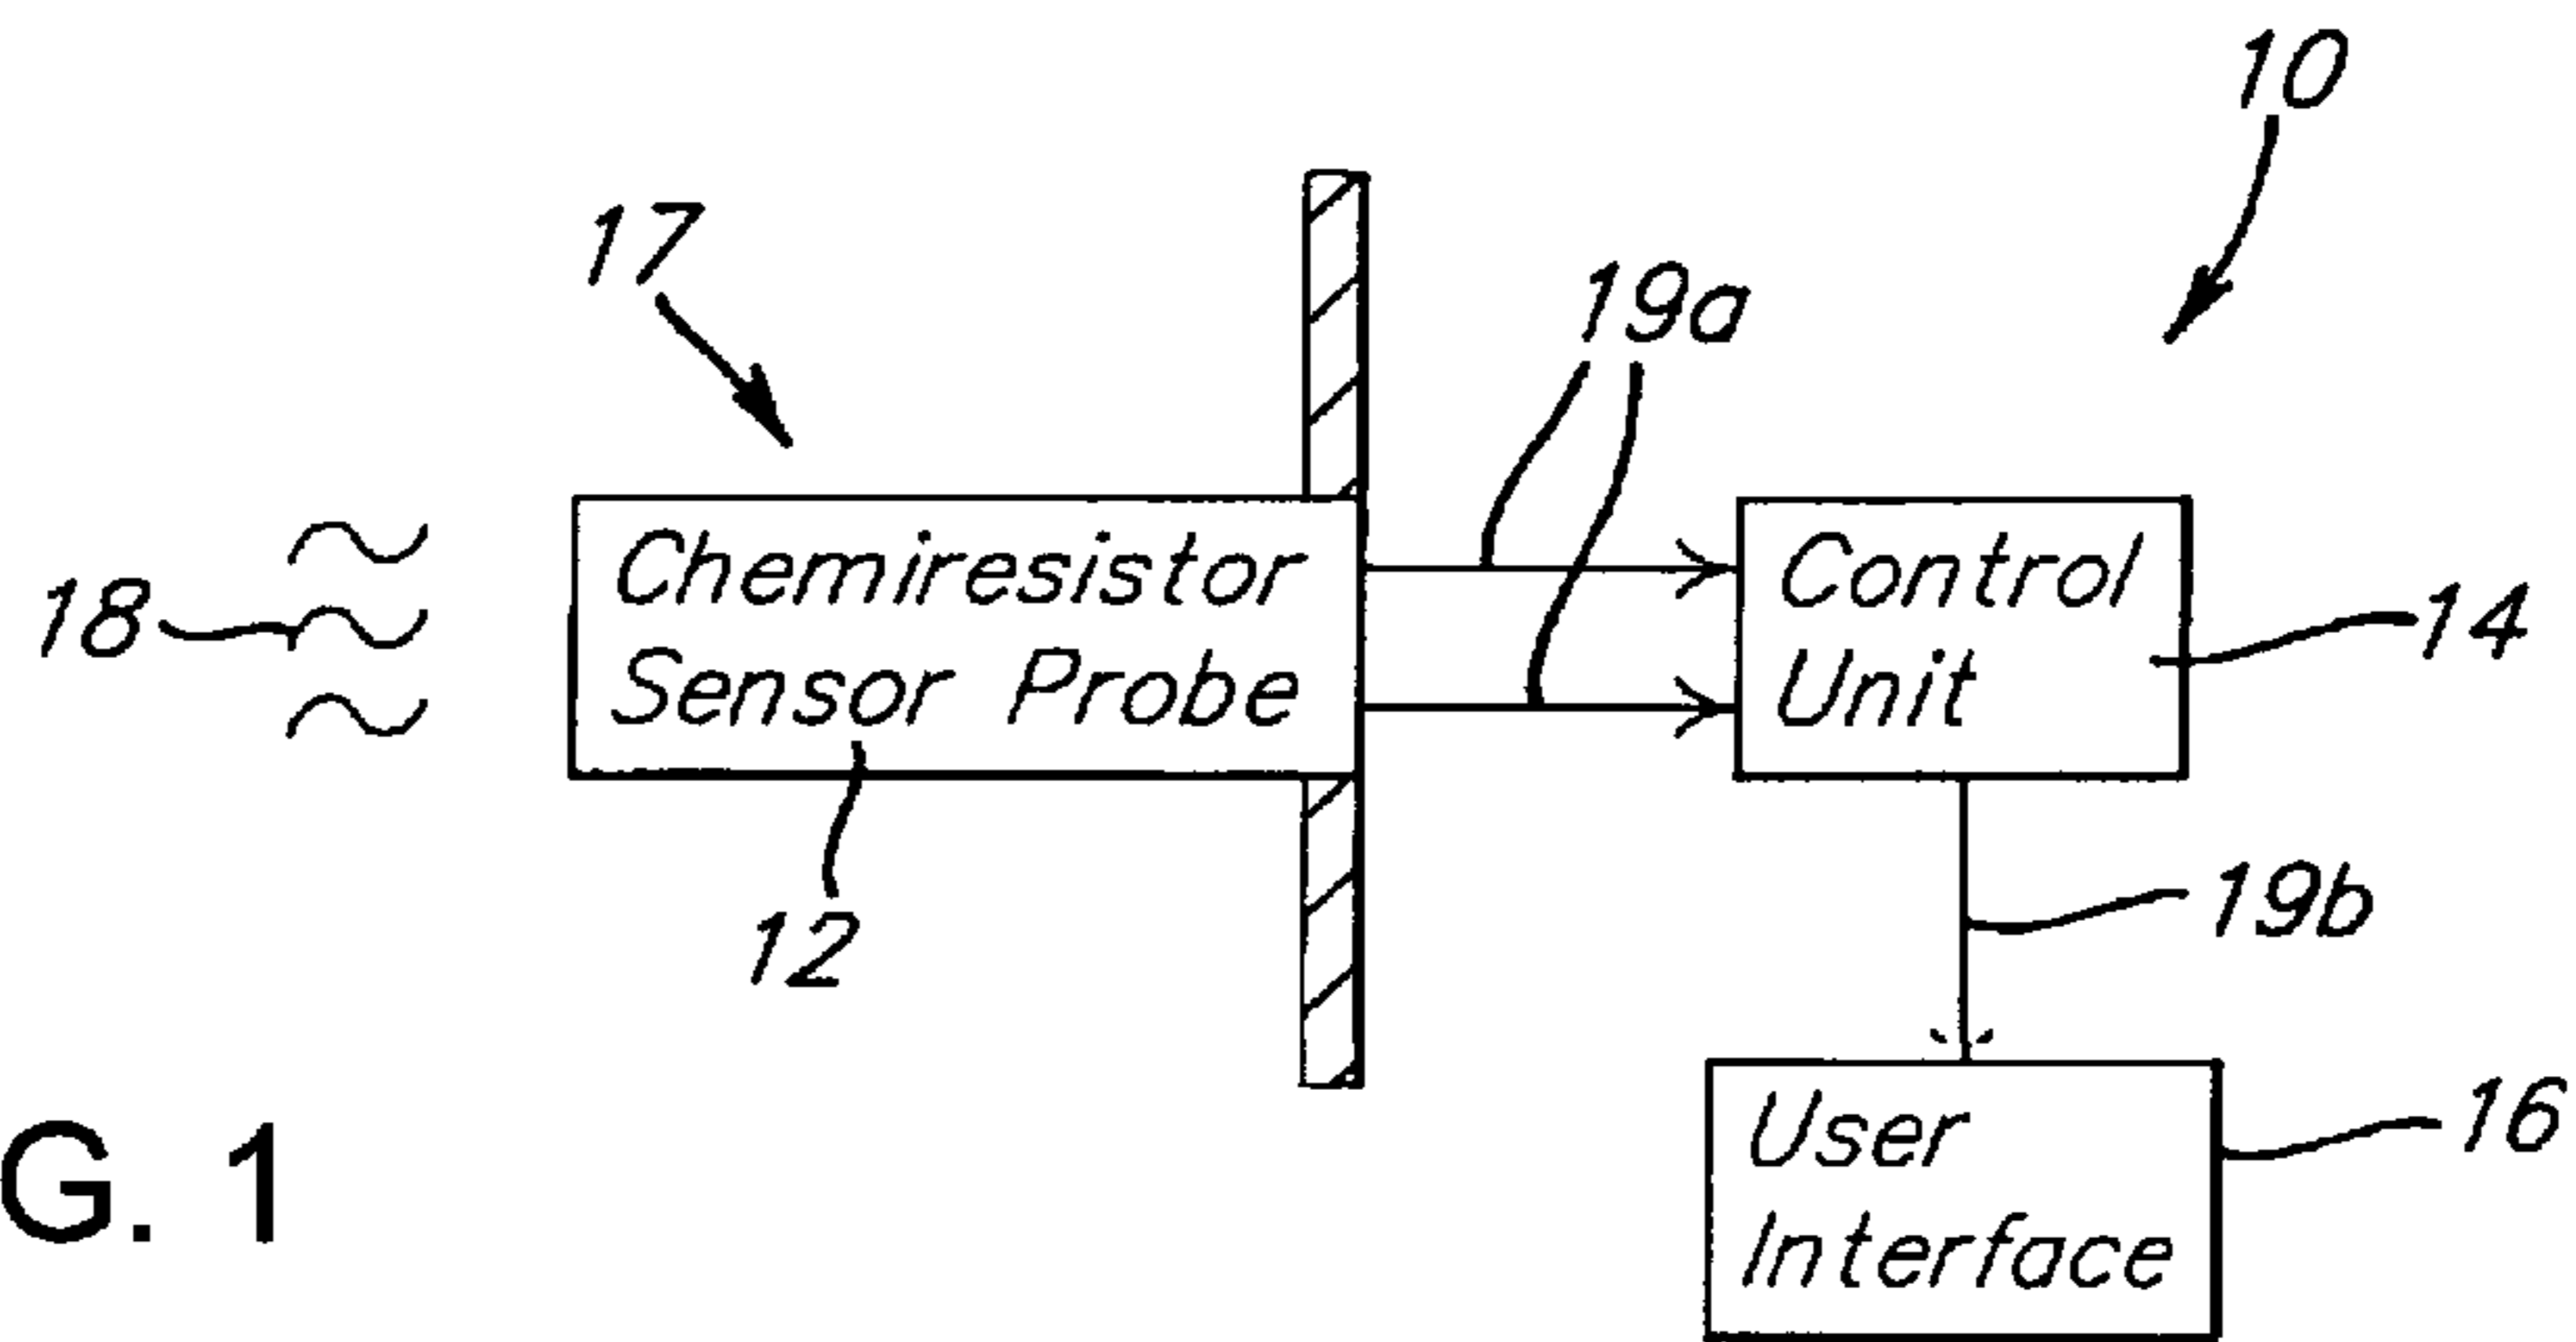 10
17
19a
Chemiresistor
Sensor Probe
Control
Unit
18
14
12
19b
16
User
Interface
G. 1